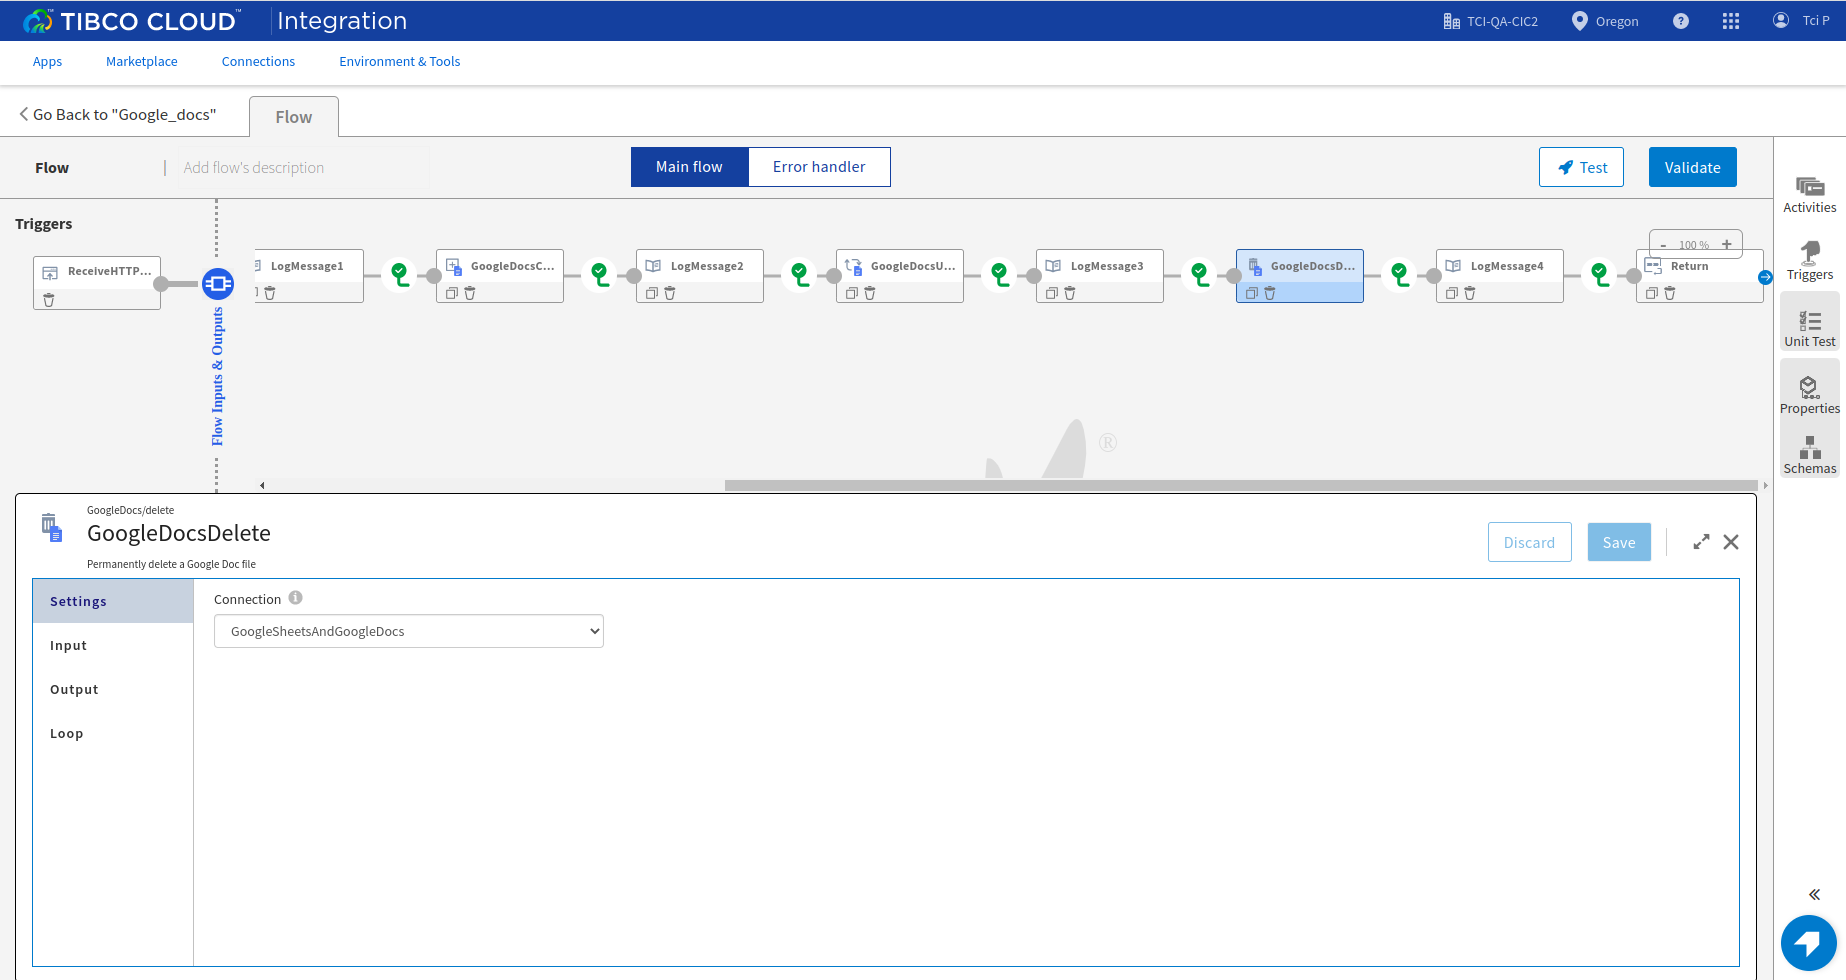 TIBCO CLOUD™ Integration
TCI-QA-CIC2
Oregon
?
Tci P
Apps
Marketplace
Connections
Environment & Tools
Go Back to "Google_docs"
Flow
Flow
Add flow's description
Main flow
Error handler
Test
Validate
Activities
Triggers
Unit Test
Properties
Schemas
Triggers
- 100 % +
ReceiveHTTP...
Flow Inputs & Outputs
LogMessage1
GoogleDocsC...
LogMessage2
GoogleDocsU...
LogMessage3
GoogleDocsD...
LogMessage4
Return
®
GoogleDocs/delete
GoogleDocsDelete
Permanently delete a Google Doc file
Discard
Save
Settings
Input
Output
Loop
Connection
GoogleSheetsAndGoogleDocs